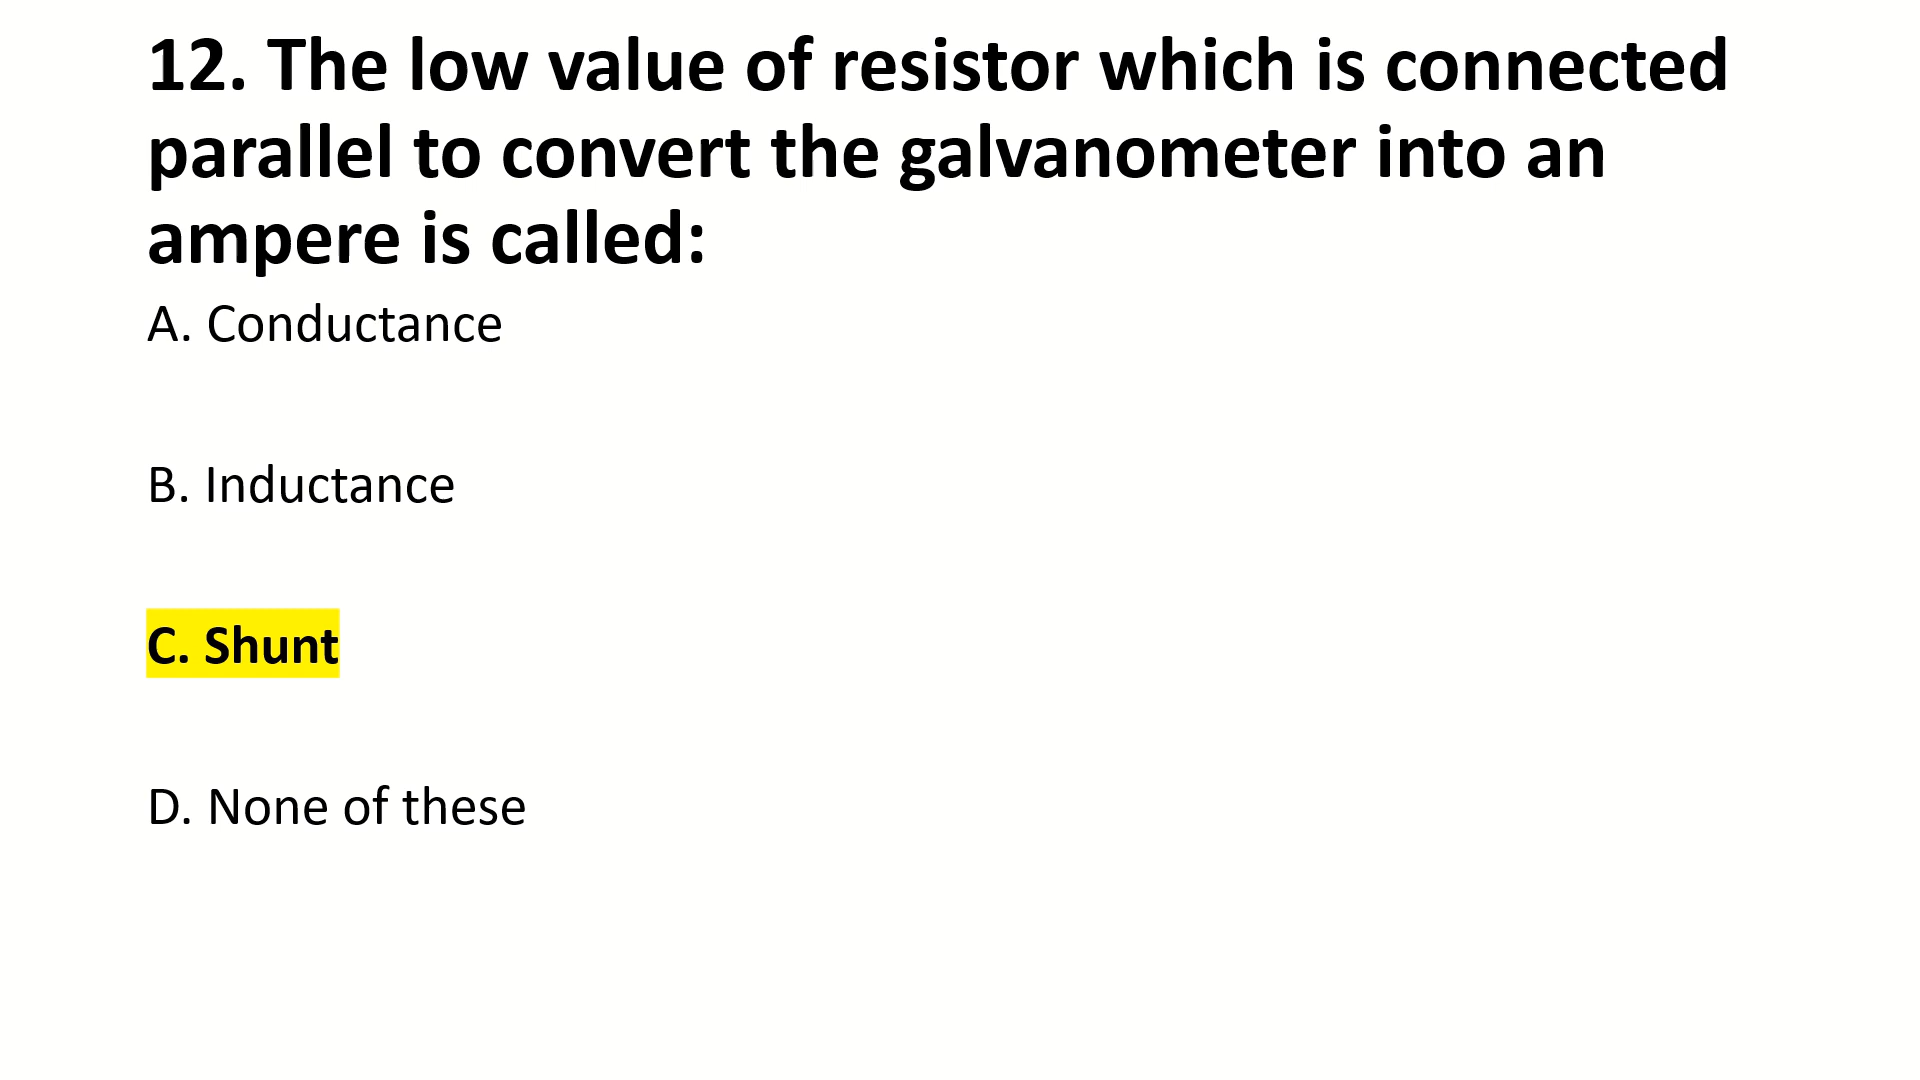 12. The low value of resistor which is connected
parallel to convert the galvanometer into an
ampere is called:
A. Conductance
B. Inductance
C. Shunt
D. None of these